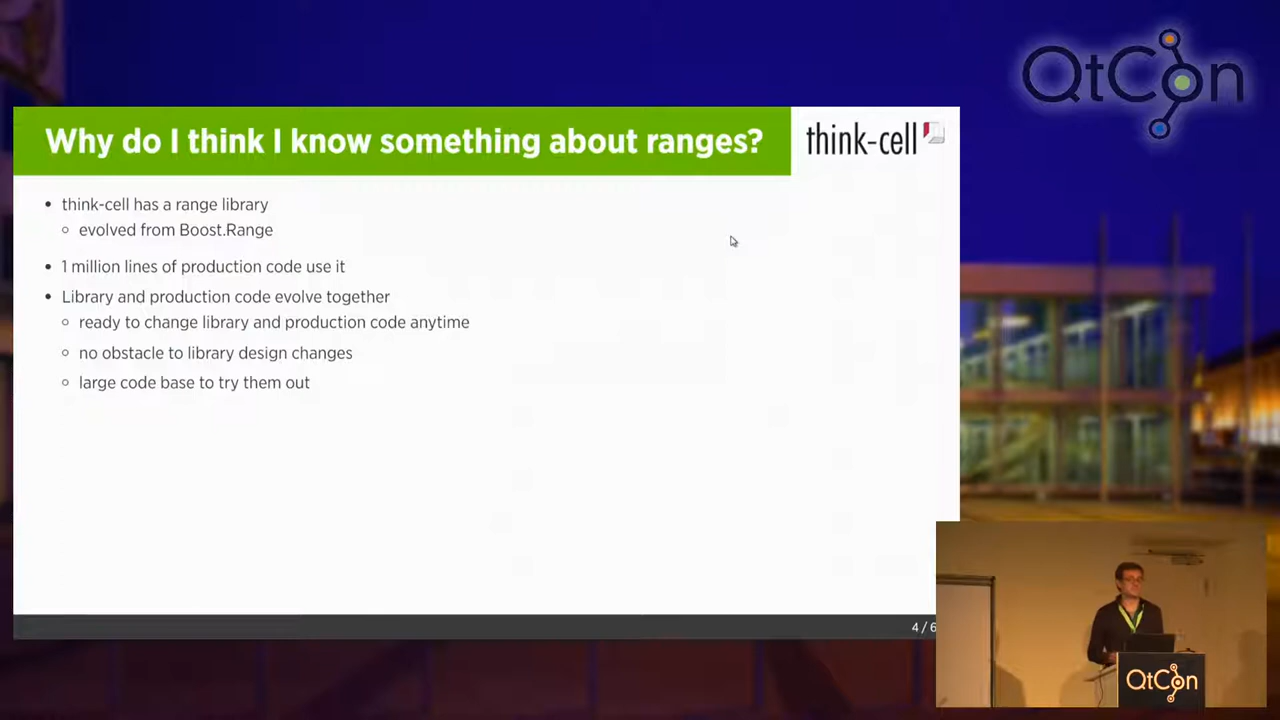 QtCon
Why do I think I know something about ranges?
think-cell
• think-cell has a range library
○ evolved from Boost.Range
• 1 million lines of production code use it
• Library and production code evolve together
○ ready to change library and production code anytime
○ no obstacle to library design changes
○ large code base to try them out
4 / 6
QtCon